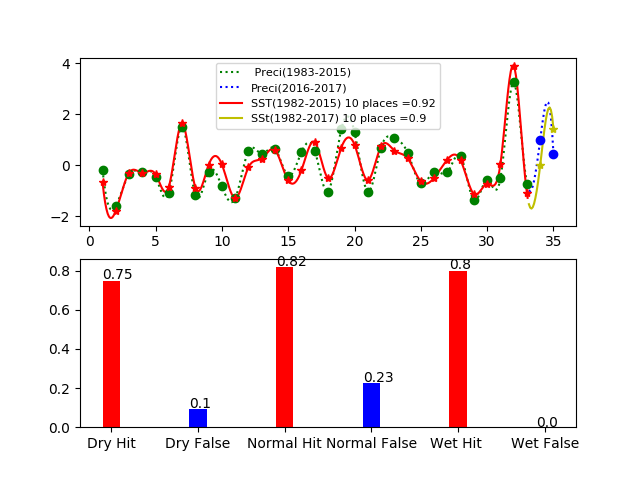 4
2
0
−2
Preci(1983-2015)
Preci(2016-2017)
SST(1982-2015) 10 places =0.92
SSt(1982-2017) 10 places =0.9
0 5 10 15 20 25 30 35
0.8
0.6
0.4
0.2
0.0
0.75
0.1
0.82
0.23
0.8
0.0
Dry Hit Dry False Normal Hit Normal False Wet Hit Wet False